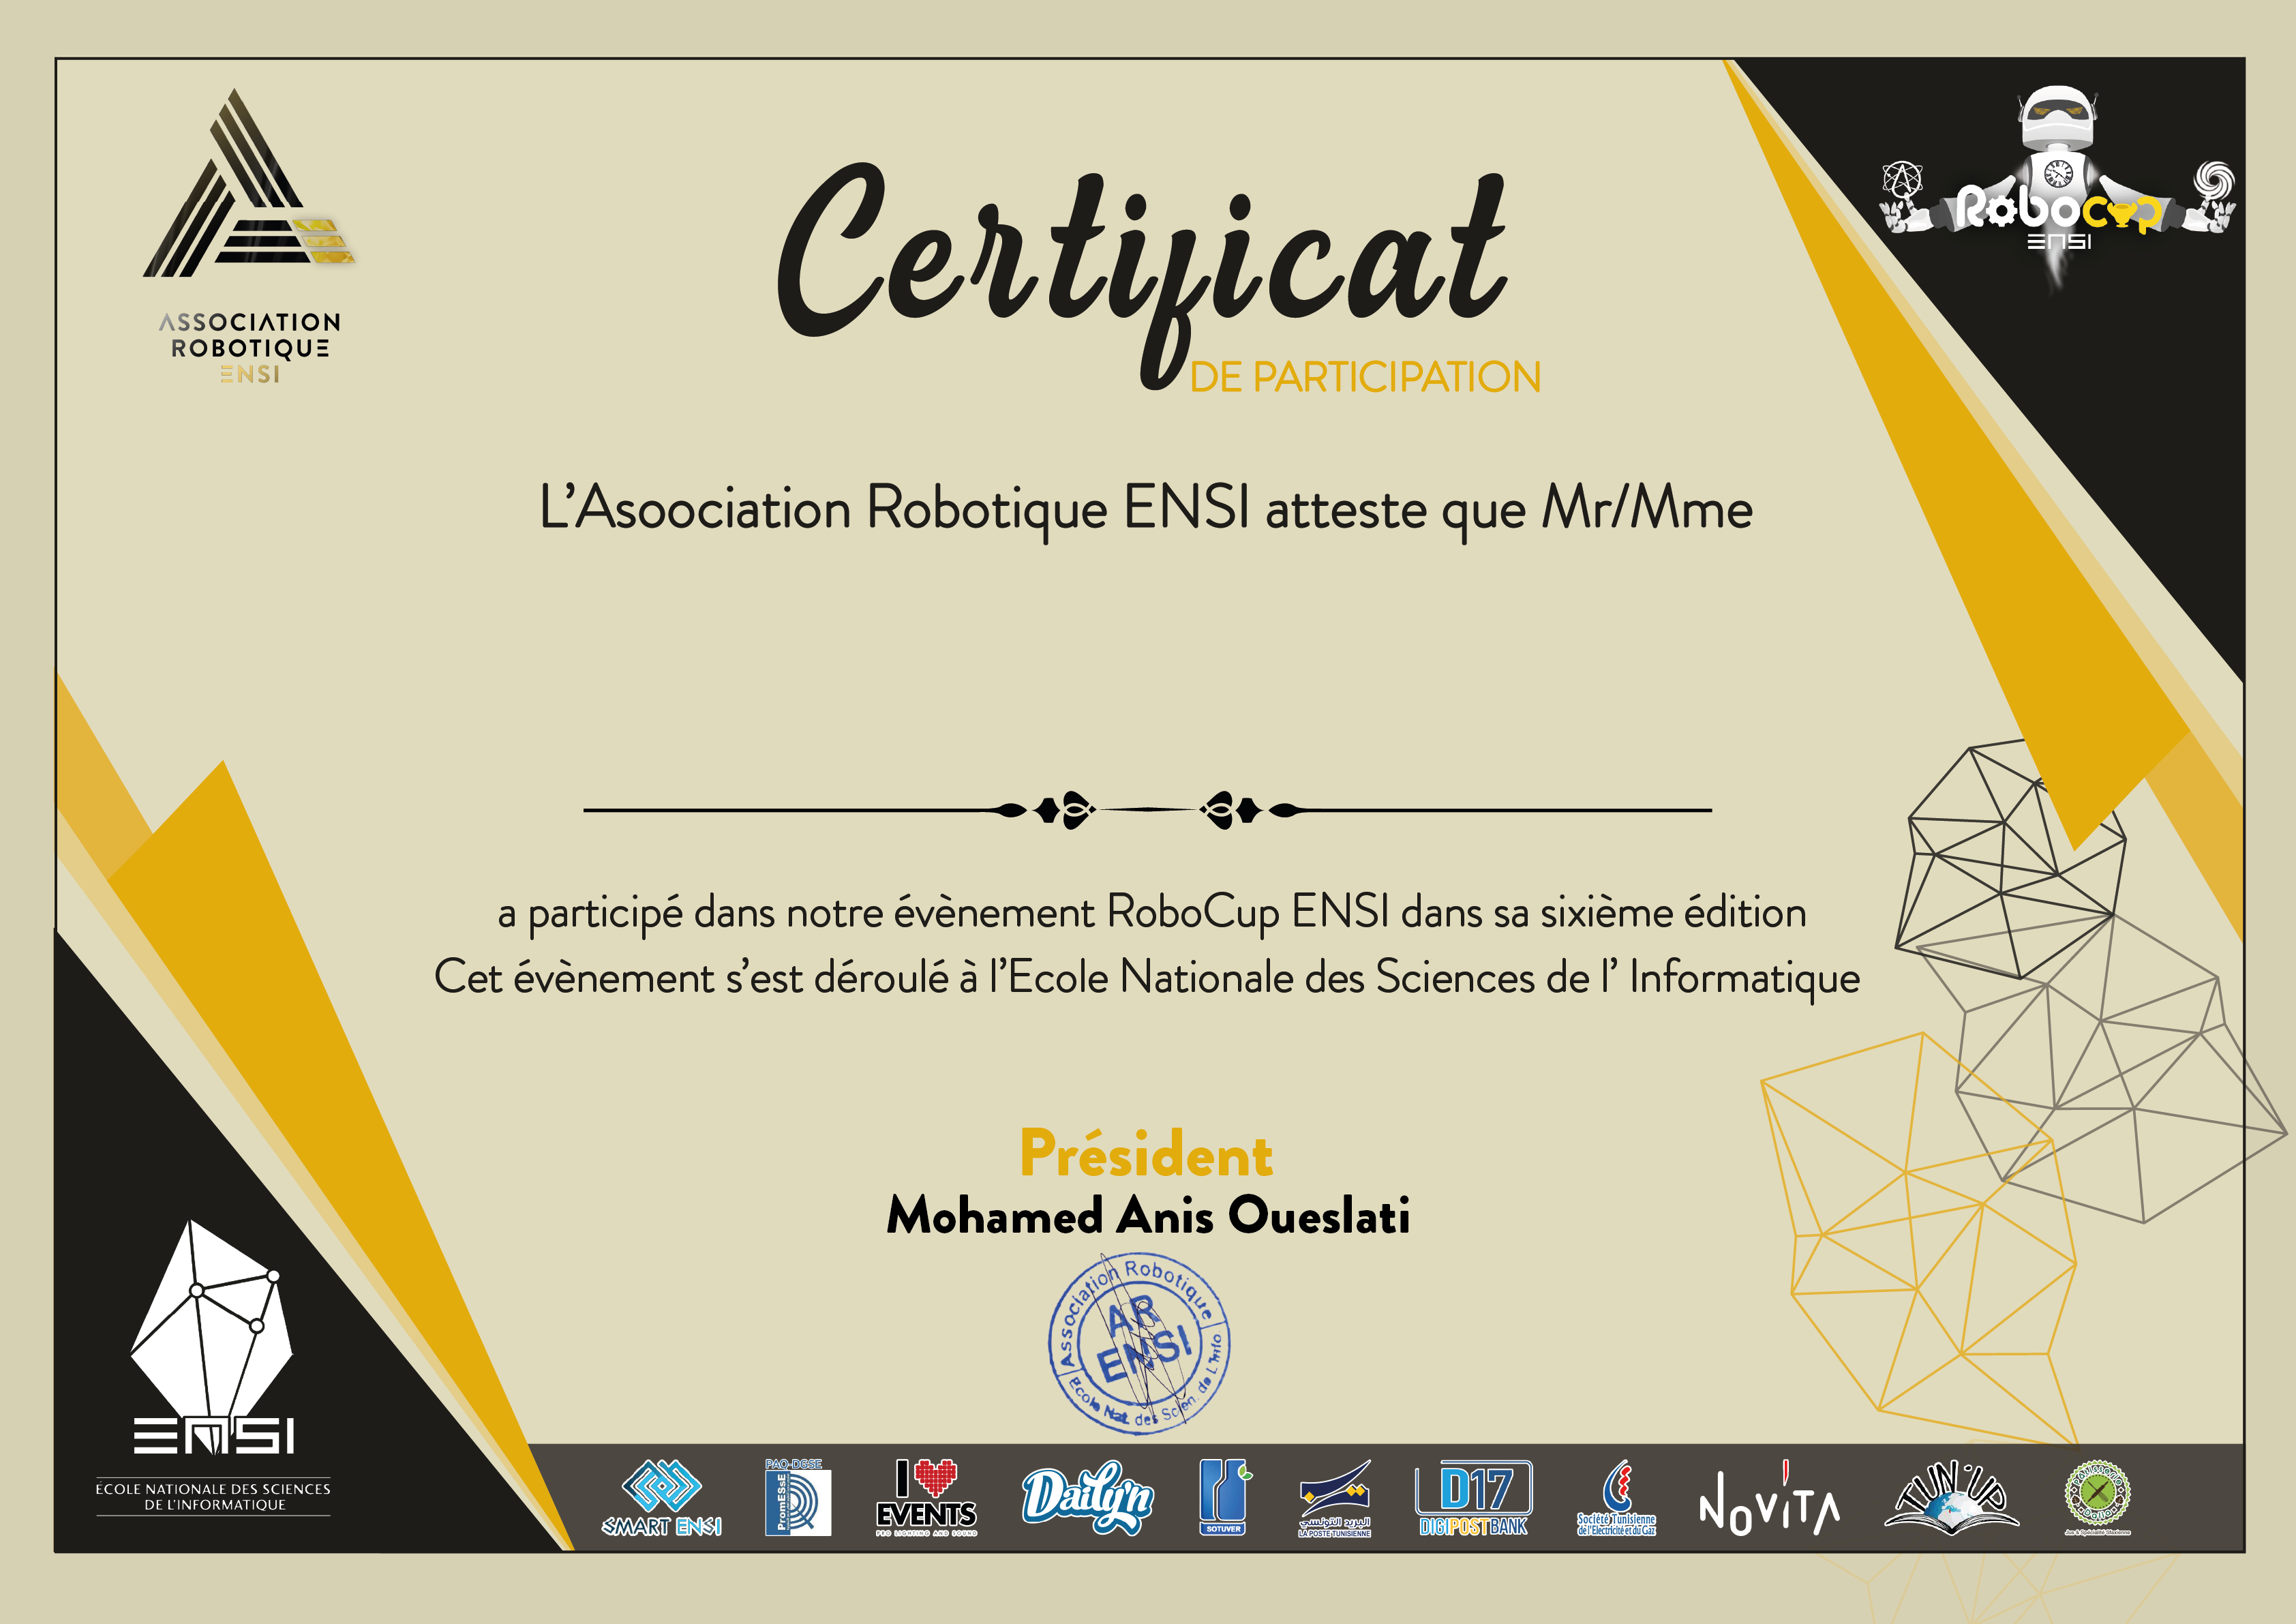 ASSOCIATION
ROBOTIQUE
ENSI
Robocup
ENSI
Certificat
DE PARTICIPATION
L'Asoociation Robotique ENSI atteste que Mr/Mme
a participé dans notre évènement RoboCup ENSI dans sa sixième édition
Cet évènement s'est déroulé à l'Ecole Nationale des Sciences de l' Informatique
Président
Mohamed Anis Oueslati
Association Robotique
AR
ENSI
Ecole Nat. des Scien. de L'Info
ENSI
ÉCOLE NATIONALE DES SCIENCES
DE L'INFORMATIQUE
SMART ENSI
PAQ-DGSE
PromESsE
I
EVENTS
PRO LIGHTING AND SOUND
Daily'n
SOTUVER
البريد التونسي
LA POSTE TUNISIENNE
D17
DIGIPOSTBANK
Société Tunisienne
de l'Electricité et du Gaz
NOVITA
TUN'UP